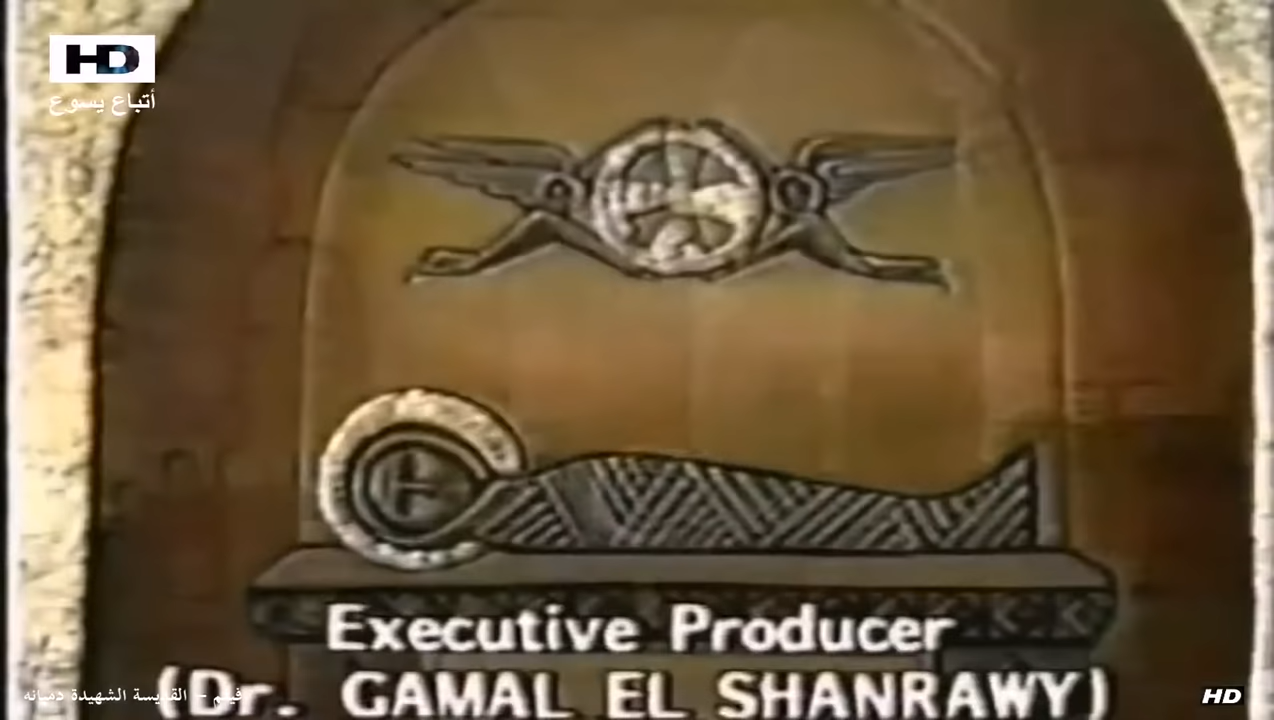 HD
أتباع يسوع
Executive Producer
(Dr. GAMAL EL SHANRAWY)
فيلم - القديسة الشهيدة دميانه
HD